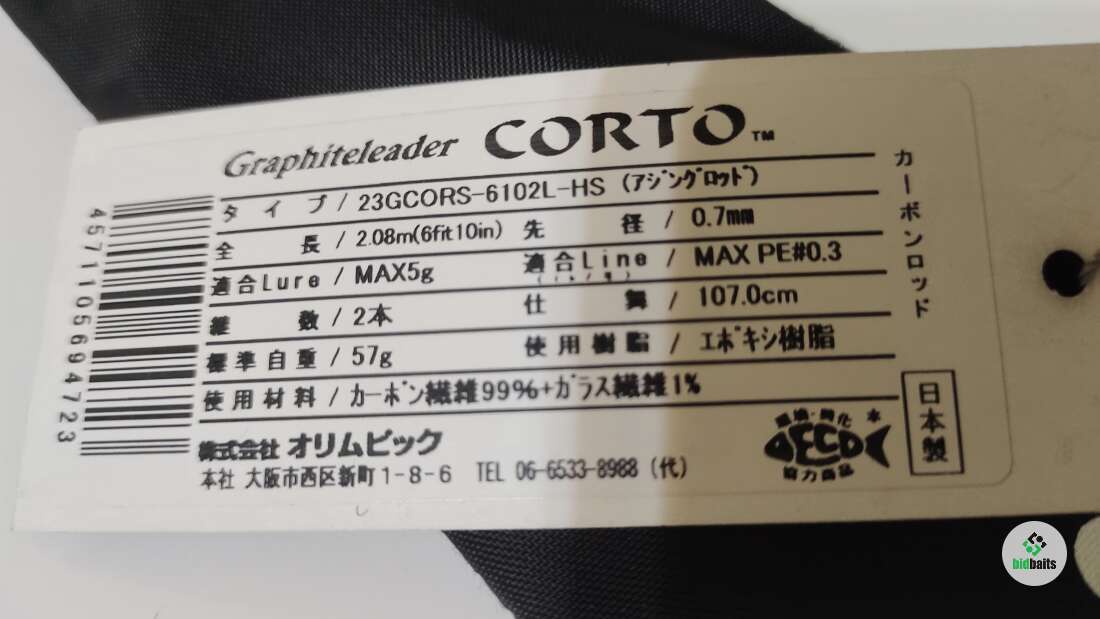 Graphiteleader CORTO™
タイプ / 23GCORS-6102L-HS (アジングロッド)
全長 / 2.08m(6fit10in) 先径 / 0.7mm
適合Lure / MAX5g 適合Line / MAX PE#0.3
継数 / 2本 仕舞 / 107.0cm
標準自重 / 57g 使用樹脂 / エポキシ樹脂
使用材料 / カーボン繊維99%+ガラス繊維1%
株式会社 オリムピック
本社 大阪市西区新町1-8-6 TEL 06-6533-8988 (代)
4571105694723
カーボンロッド
日本製
ECO
協力商品
bidbaits